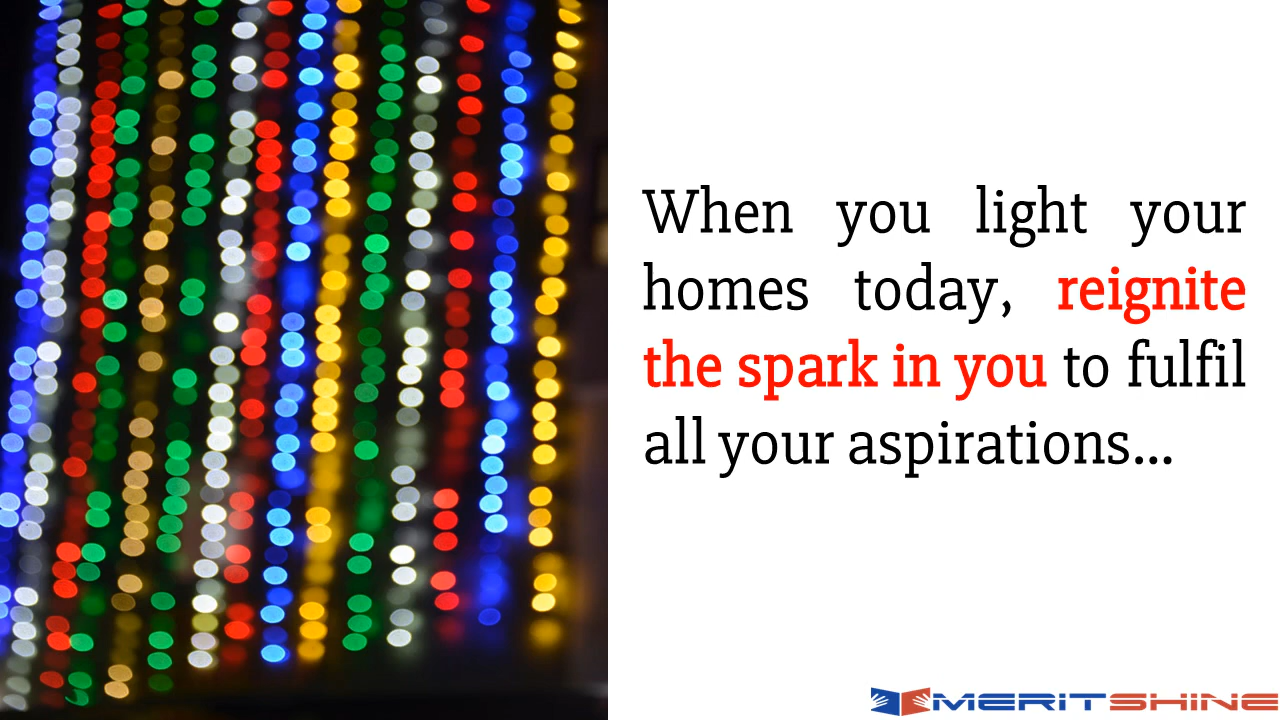 When you light your
homes today, reignite
the spark in you to fulfil
all your aspirations...
MERITSHINE